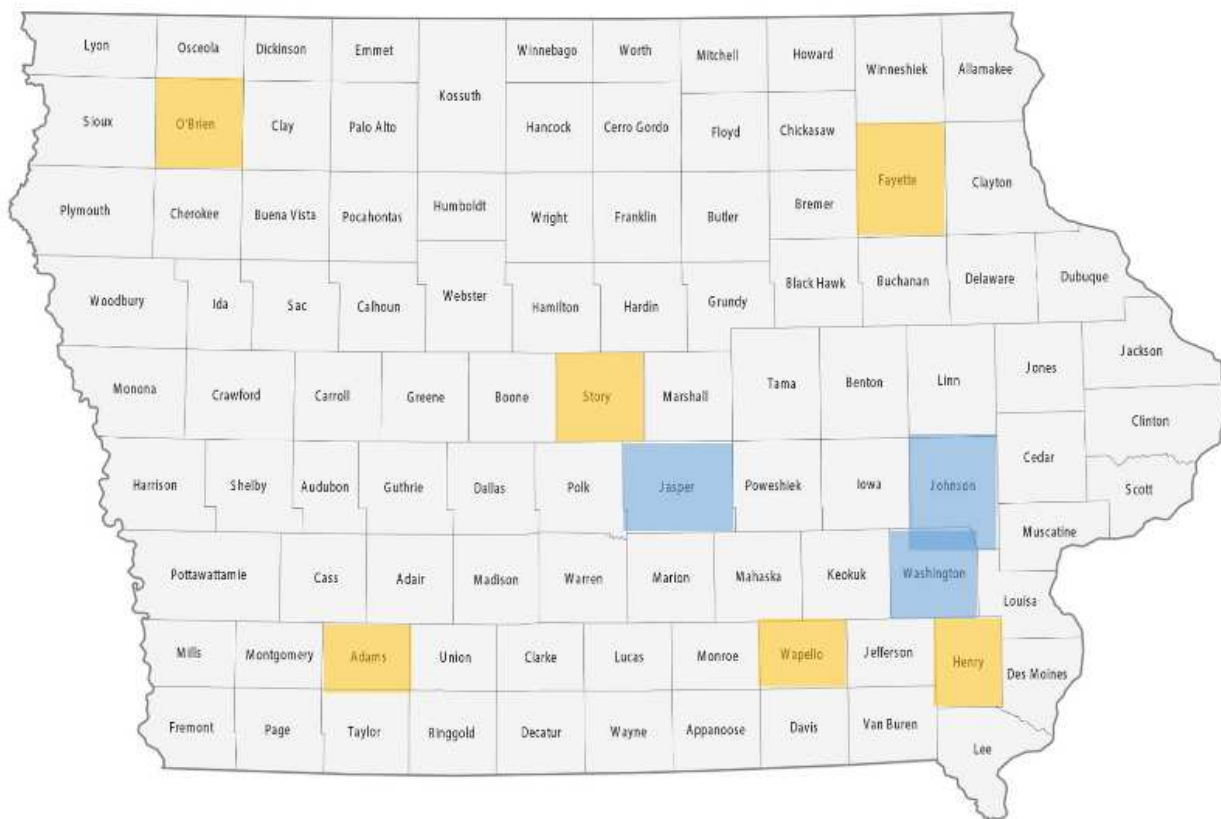 Lyon
Osceola
Dickinson
Emmet
Winnebago
Worth
Mitchell
Howard
Winneshiek
Allamakee
Kossuth
Sioux
O'Brien
Clay
Palo Alto
Hancock
Cerro Gordo
Floyd
Chickasaw
Fayette
Clayton
Plymouth
Cherokee
Buena Vista
Pocahontas
Humboldt
Wright
Franklin
Butler
Bremer
Woodbury
Ida
Sac
Calhoun
Webster
Hamilton
Hardin
Grundy
Black Hawk
Buchanan
Delaware
Dubuque
Monona
Crawford
Carroll
Greene
Boone
Story
Marshall
Tama
Benton
Linn
Jones
Jackson
Clinton
Harrison
Shelby
Audubon
Guthrie
Dallas
Polk
Jasper
Poweshiek
Iowa
Johnson
Cedar
Scott
Muscatine
Pottawattamie
Cass
Adair
Madison
Warren
Marion
Mahaska
Keokuk
Washington
Louisa
Mills
Montgomery
Adams
Union
Clarke
Lucas
Monroe
Wapello
Jefferson
Henry
Des Moines
Fremont
Page
Taylor
Ringgold
Decatur
Wayne
Appanoose
Davis
Van Buren
Lee